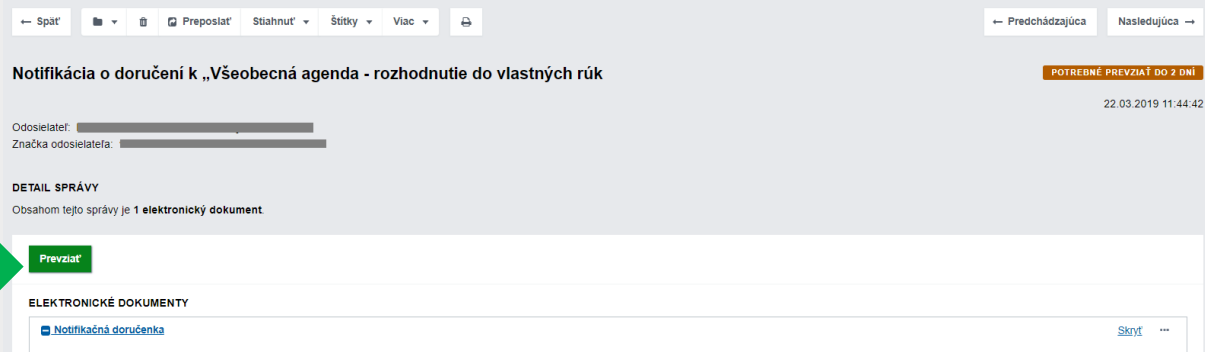 ← Späť Preposlať Stiahnuť Štítky Viac ← Predchádzajúca Nasledujúca →
Notifikácia o doručení k „Všeobecná agenda - rozhodnutie do vlastných rúk
POTREBNÉ PREVZIAŤ DO 2 DNÍ
22.03.2019 11:44:42
Odosielateľ:
Značka odosielateľa:
DETAIL SPRÁVY
Obsahom tejto správy je 1 elektronický dokument.
Prevziať
ELEKTRONICKÉ DOKUMENTY
Notifikačná doručenka Skryť ...